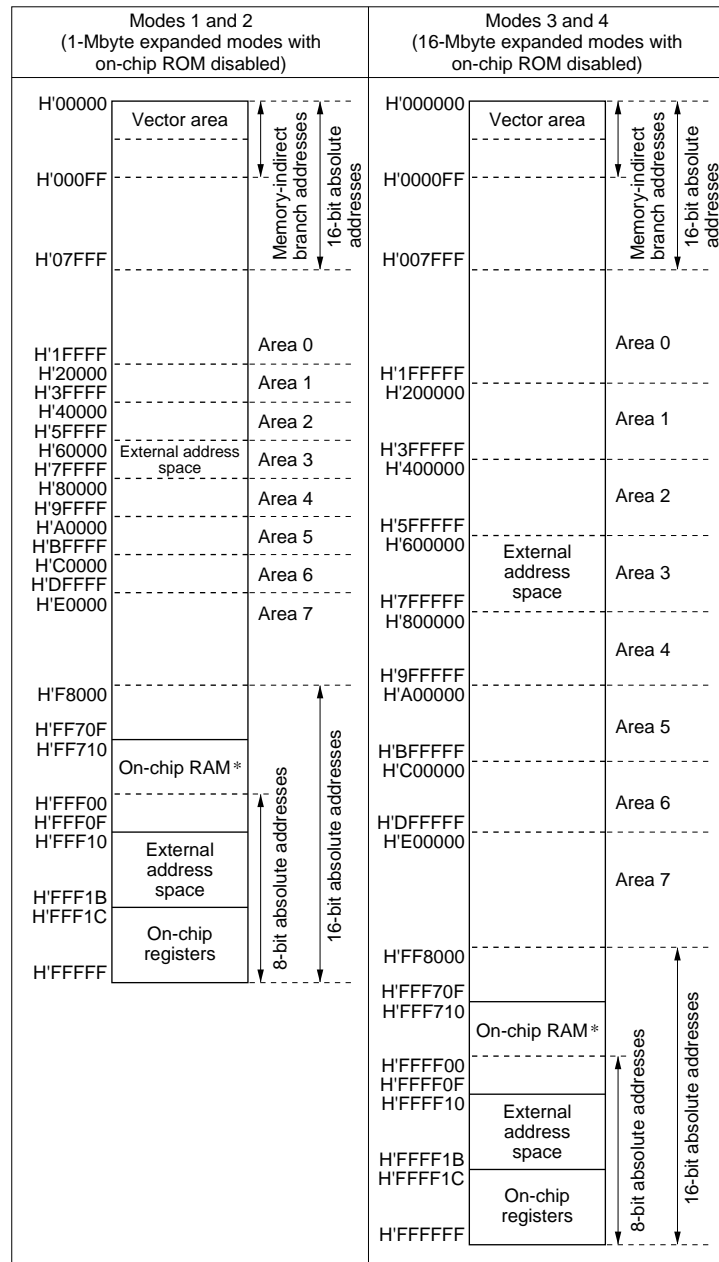 Modes 1 and 2
(1-Mbyte expanded modes with
on-chip ROM disabled)
H'00000
Vector area
H'000FF
H'07FFF
Memory-indirect
branch addresses
16-bit absolute
addresses
H'1FFFF
Area 0
H'20000
H'3FFFF
Area 1
H'40000
H'5FFFF
Area 2
H'60000
H'7FFFF
External address
space
Area 3
H'80000
H'9FFFF
Area 4
H'A0000
H'BFFFF
Area 5
H'C0000
H'DFFFF
Area 6
H'E0000
Area 7
H'F8000
H'FF70F
H'FF710
On-chip RAM*
H'FFF00
H'FFF0F
H'FFF10
External
address
space
H'FFF1B
H'FFF1C
On-chip
registers
H'FFFFF
8-bit absolute addresses
16-bit absolute addresses
Modes 3 and 4
(16-Mbyte expanded modes with
on-chip ROM disabled)
H'000000
Vector area
H'0000FF
H'007FFF
Memory-indirect
branch addresses
16-bit absolute
addresses
Area 0
H'1FFFFF
H'200000
Area 1
H'3FFFFF
H'400000
Area 2
H'5FFFFF
H'600000
External
address
space
Area 3
H'7FFFFF
H'800000
Area 4
H'9FFFFF
H'A00000
Area 5
H'BFFFFF
H'C00000
Area 6
H'DFFFFF
H'E00000
Area 7
H'FF8000
H'FFF70F
H'FFF710
On-chip RAM*
H'FFFF00
H'FFFF0F
H'FFFF10
External
address
space
H'FFFF1B
H'FFFF1C
On-chip
registers
H'FFFFFF
8-bit absolute addresses
16-bit absolute addresses